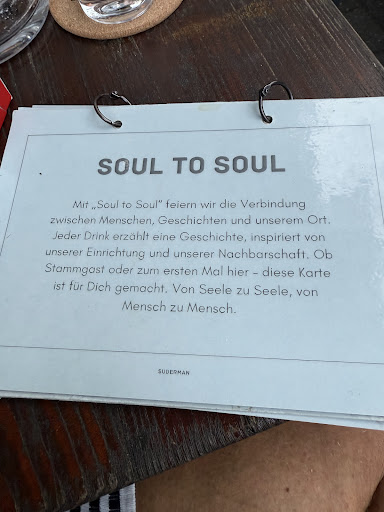 SOUL TO SOUL
Mit „Soul to Soul" feiern wir die Verbindung
zwischen Menschen, Geschichten und unserem Ort.
Jeder Drink erzählt eine Geschichte, inspiriert von
unserer Einrichtung und unserer Nachbarschaft. Ob
Stammgast oder zum ersten Mal hier – diese Karte
ist für Dich gemacht. Von Seele zu Seele, von
Mensch zu Mensch.
SÜDERMAN